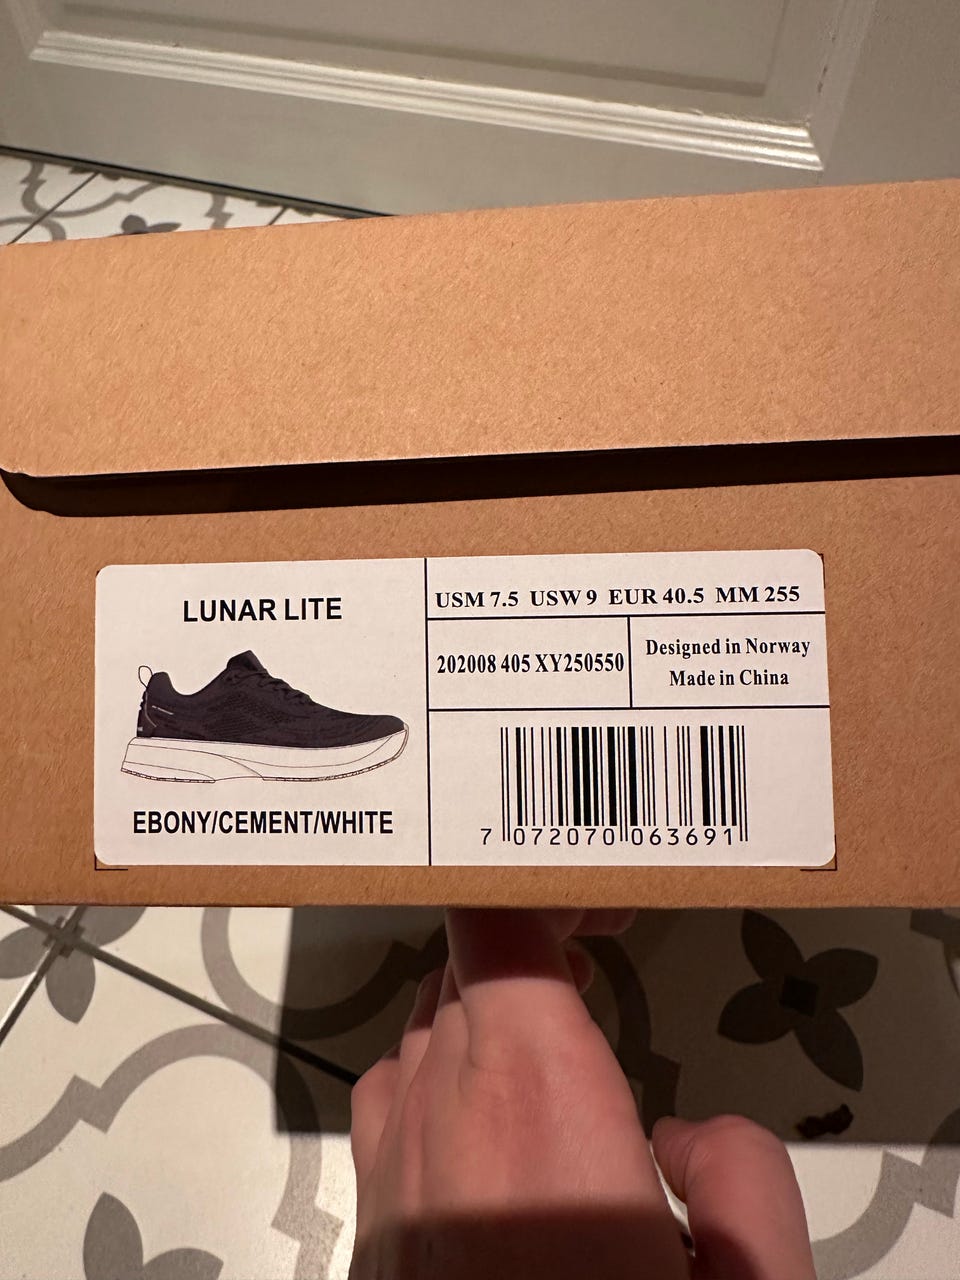 LUNAR LITE
EBONY/CEMENT/WHITE
USM 7.5 USW 9 EUR 40.5 MM 255
202008 405 XY250550
Designed in Norway
Made in China
7 072070 063691